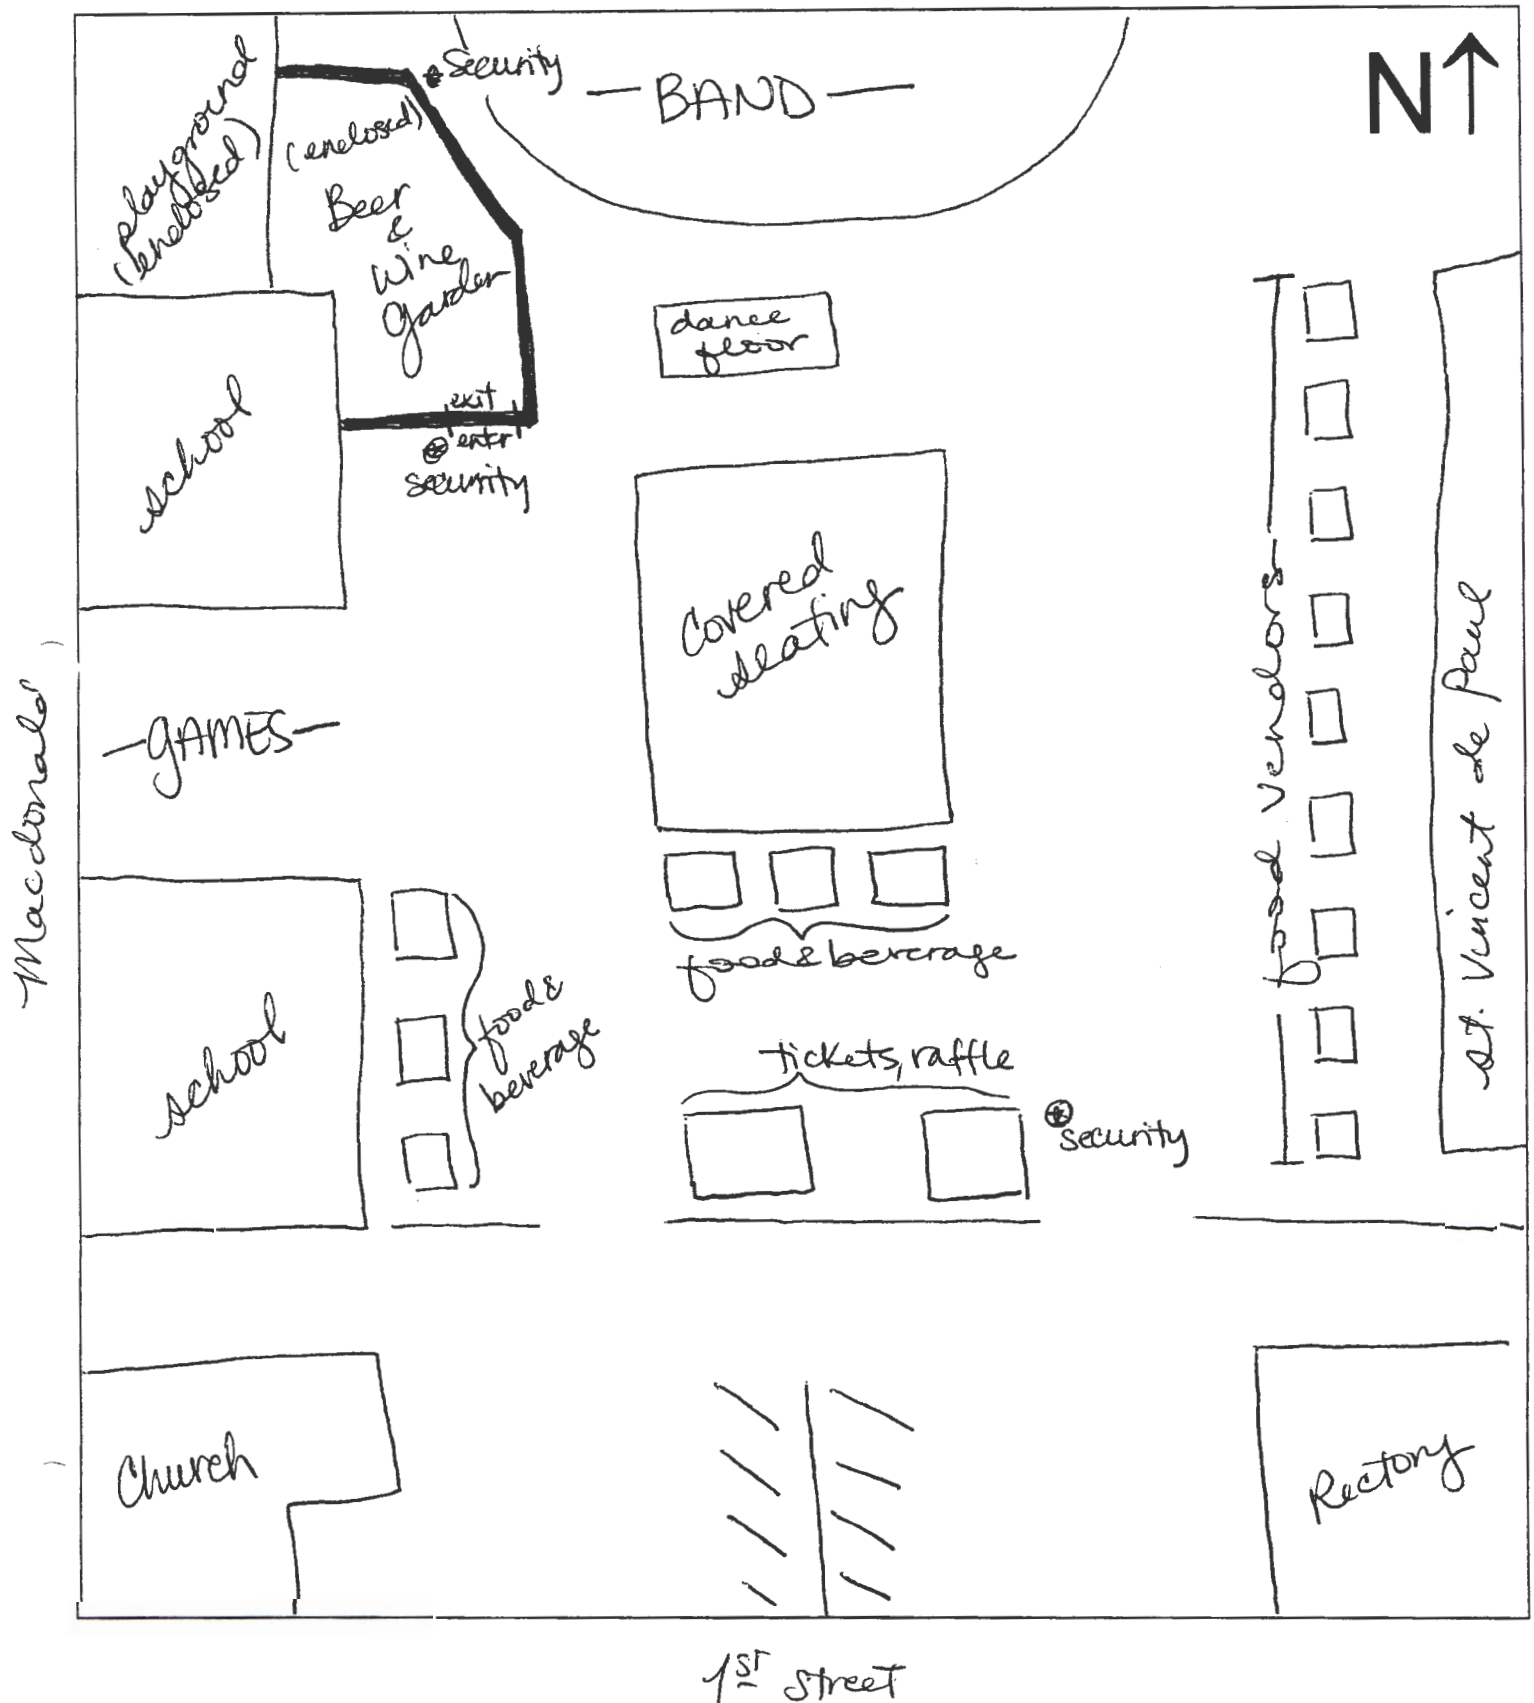 N
Security
— BAND —
playground
(enclosed)
(enclosed)
Beer
&
Wine
Garden
exit
enter
security
dance
floor
school
Covered
seating
food vendors
St. Vincent de Paul
Macdonald
— GAMES —
food & beverage
school
food &
beverage
tickets, raffle
security
Church
Rectory
1st Street